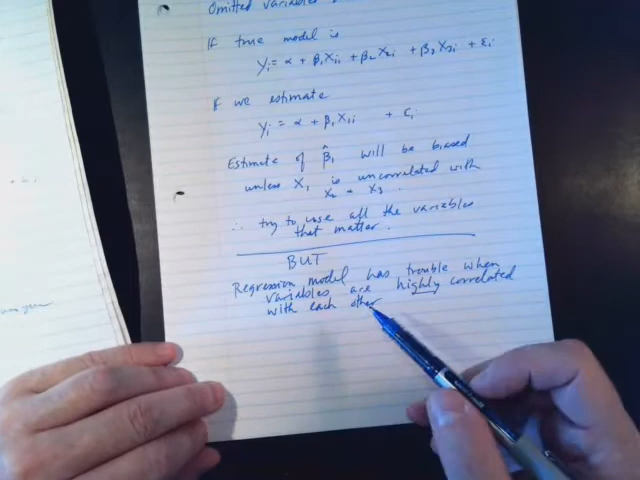 Omitted variables
If true model is
Yi = α + β1X1i + β2X2i + β3X3i + εi
If we estimate
Yi = α + β1X1i + εi
Estimate of β̂1 will be biased
unless X1 is uncorrelated with
X2 + X3.
∴ try to use all the variables
that matter.
BUT
Regression model has trouble when
variables are highly correlated
with each other